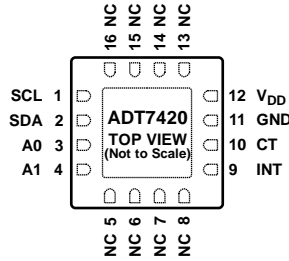 16 NC
15 NC
14 NC
13 NC
SCL 1
SDA 2
A0 3
A1 4
ADT7420
TOP VIEW
(Not to Scale)
12 VDD
11 GND
10 CT
9 INT
NC 5
NC 6
NC 7
NC 8